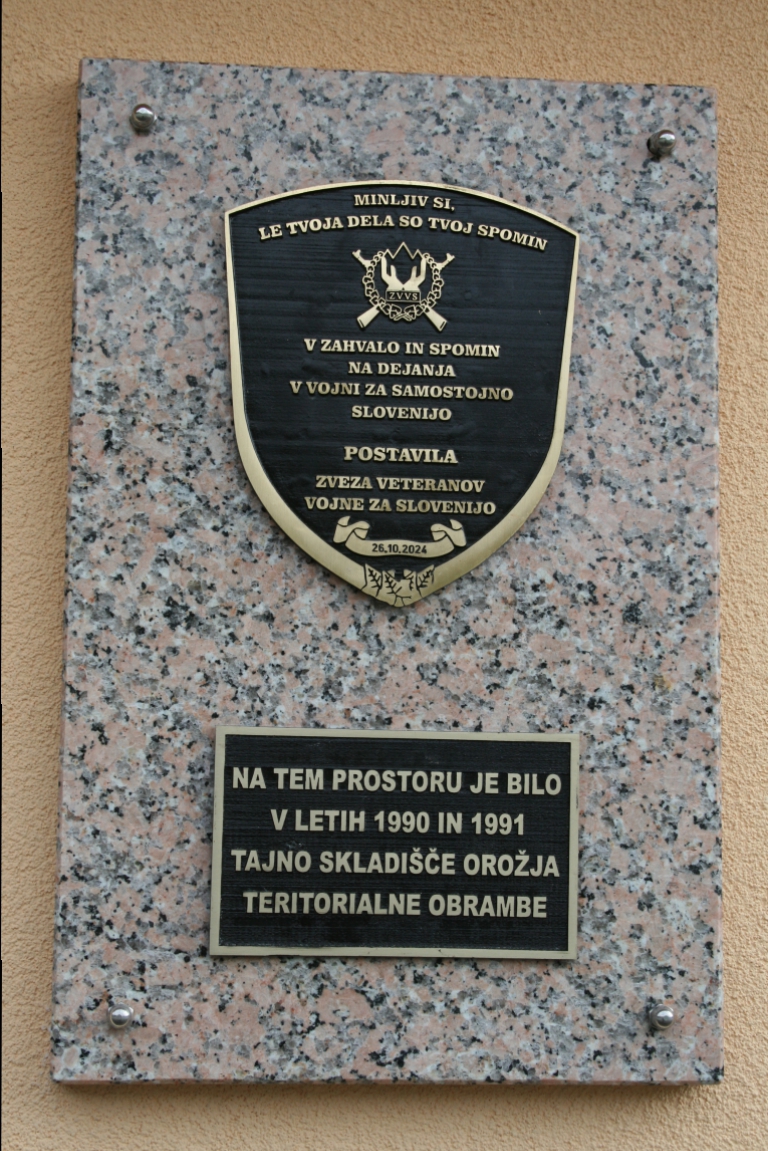 MINLJIV SI,
LE TVOJA DELA SO TVOJ SPOMIN
ZVVS
V ZAHVALO IN SPOMIN
NA DEJANJA
V VOJNI ZA SAMOSTOJNO
SLOVENIJO
POSTAVILA
ZVEZA VETERANOV
VOJNE ZA SLOVENIJO
26.10.2024
NA TEM PROSTORU JE BILO
V LETIH 1990 IN 1991
TAJNO SKLADIŠČE OROŽJA
TERITORIALNE OBRAMBE